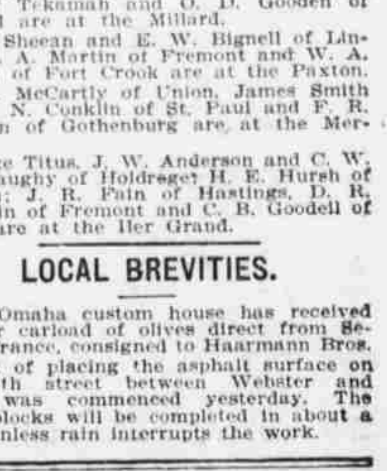 Tekamah and O. D. Gooden of
are at the Millard.
Sheean and E. W. Bignell of Lin-
A. Martin of Fremont and W. A.
of Fort Crook are at the Paxton.
McCartly of Union, James Smith
N. Conklin of St. Paul and F. R.
n of Gothenburg are at the Mer-
e Titus, J. W. Anderson and C. W.
aughy of Holdrege; H. E. Hursh of
; J. R. Fain of Hastings, D. R.
in of Fremont and C. B. Goodell of
are at the Her Grand.
LOCAL BREVITIES.
Omaha custom house has received
r carload of olives direct from Se-
rance, consigned to Haarmann Bros.
of placing the asphalt surface on
th street between Webster and
was commenced yesterday. The
blocks will be completed in about a
nless rain interrupts the work.